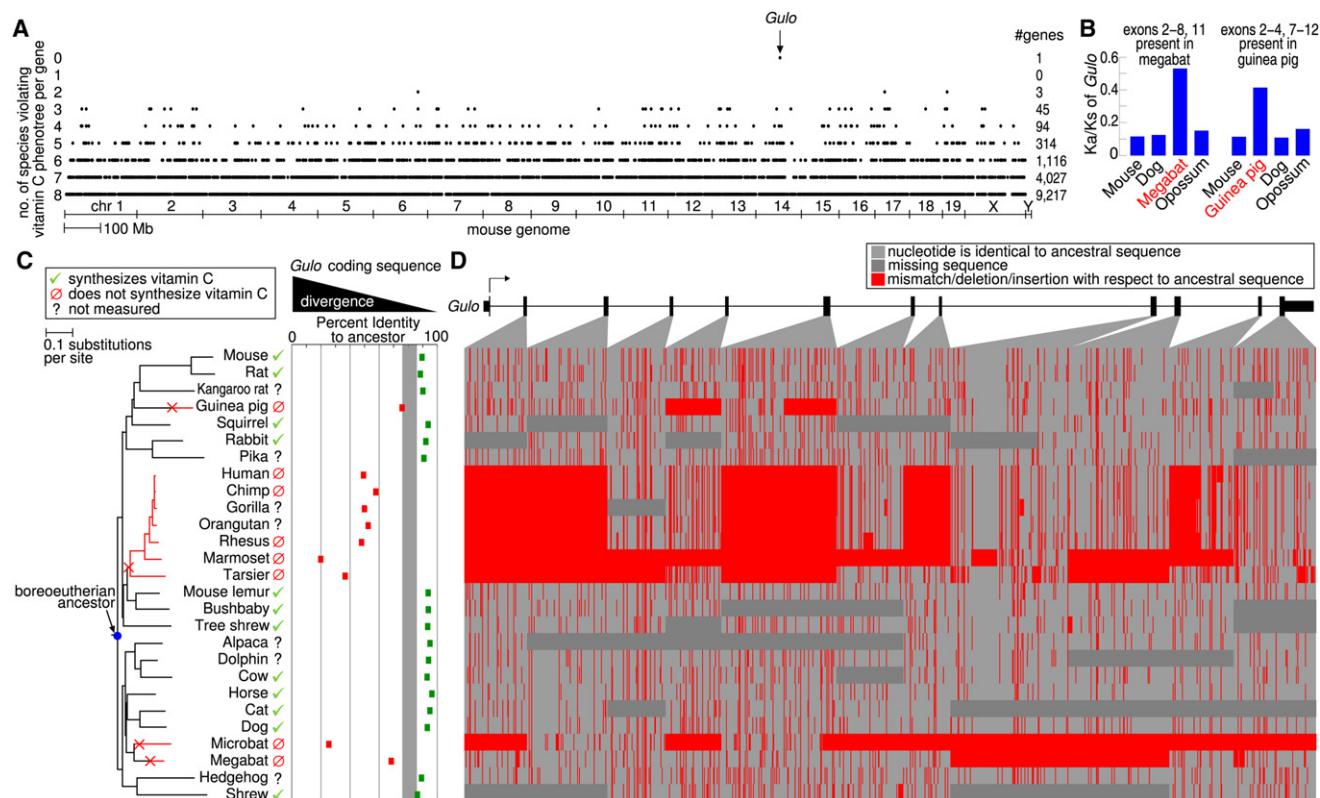 A
Gulo
#genes
no. of species violating
vitamin C phenotree per gene
0 1
1 0
2 3
3 45
4 94
5 314
6 1,116
7 4,027
8 9,217
chr 1 2 3 4 5 6 7 8 9 10 11 12 13 14 15 16 17 18 19 X Y
100 Mb
mouse genome
B
exons 2–8, 11
present in
megabat
exons 2–4, 7–12
present in
guinea pig
Ka/Ks of Gulo
0.6
0.4
0.2
0
Mouse
Dog
Megabat
Opossum
Mouse
Guinea pig
Dog
Opossum
C
✓ synthesizes vitamin C
∅ does not synthesize vitamin C
? not measured
0.1 substitutions
per site
Gulo coding sequence
divergence
Percent Identity
to ancestor
0 100
Mouse ✓
Rat ✓
Kangaroo rat ?
Guinea pig ∅
Squirrel ✓
Rabbit ✓
Pika ?
Human ∅
Chimp ∅
Gorilla ?
Orangutan ?
Rhesus ∅
Marmoset ∅
Tarsier ∅
Mouse lemur ✓
Bushbaby ✓
Tree shrew ✓
Alpaca ?
Dolphin ?
Cow ✓
Horse ✓
Cat ✓
Dog ✓
Microbat ∅
Megabat ∅
Hedgehog ?
Shrew ✓
boreoeutherian
ancestor
D
nucleotide is identical to ancestral sequence
missing sequence
mismatch/deletion/insertion with respect to ancestral sequence
Gulo